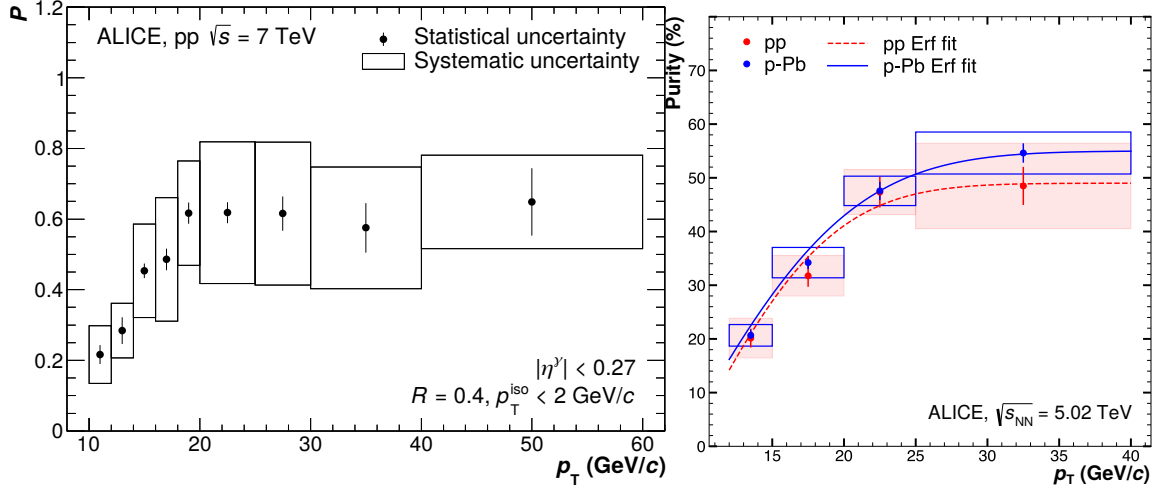 P
ALICE, pp √s = 7 TeV
Statistical uncertainty
Systematic uncertainty
1.2
1
0.8
0.6
0.4
0.2
0
|η^γ| < 0.27
R = 0.4, p_T^iso < 2 GeV/c
10 20 30 40 50 60
p_T (GeV/c)
Purity (%)
pp
pp Erf fit
p-Pb
p-Pb Erf fit
80
70
60
50
40
30
20
10
0
ALICE, √s_NN = 5.02 TeV
15 20 25 30 35 40
p_T (GeV/c)